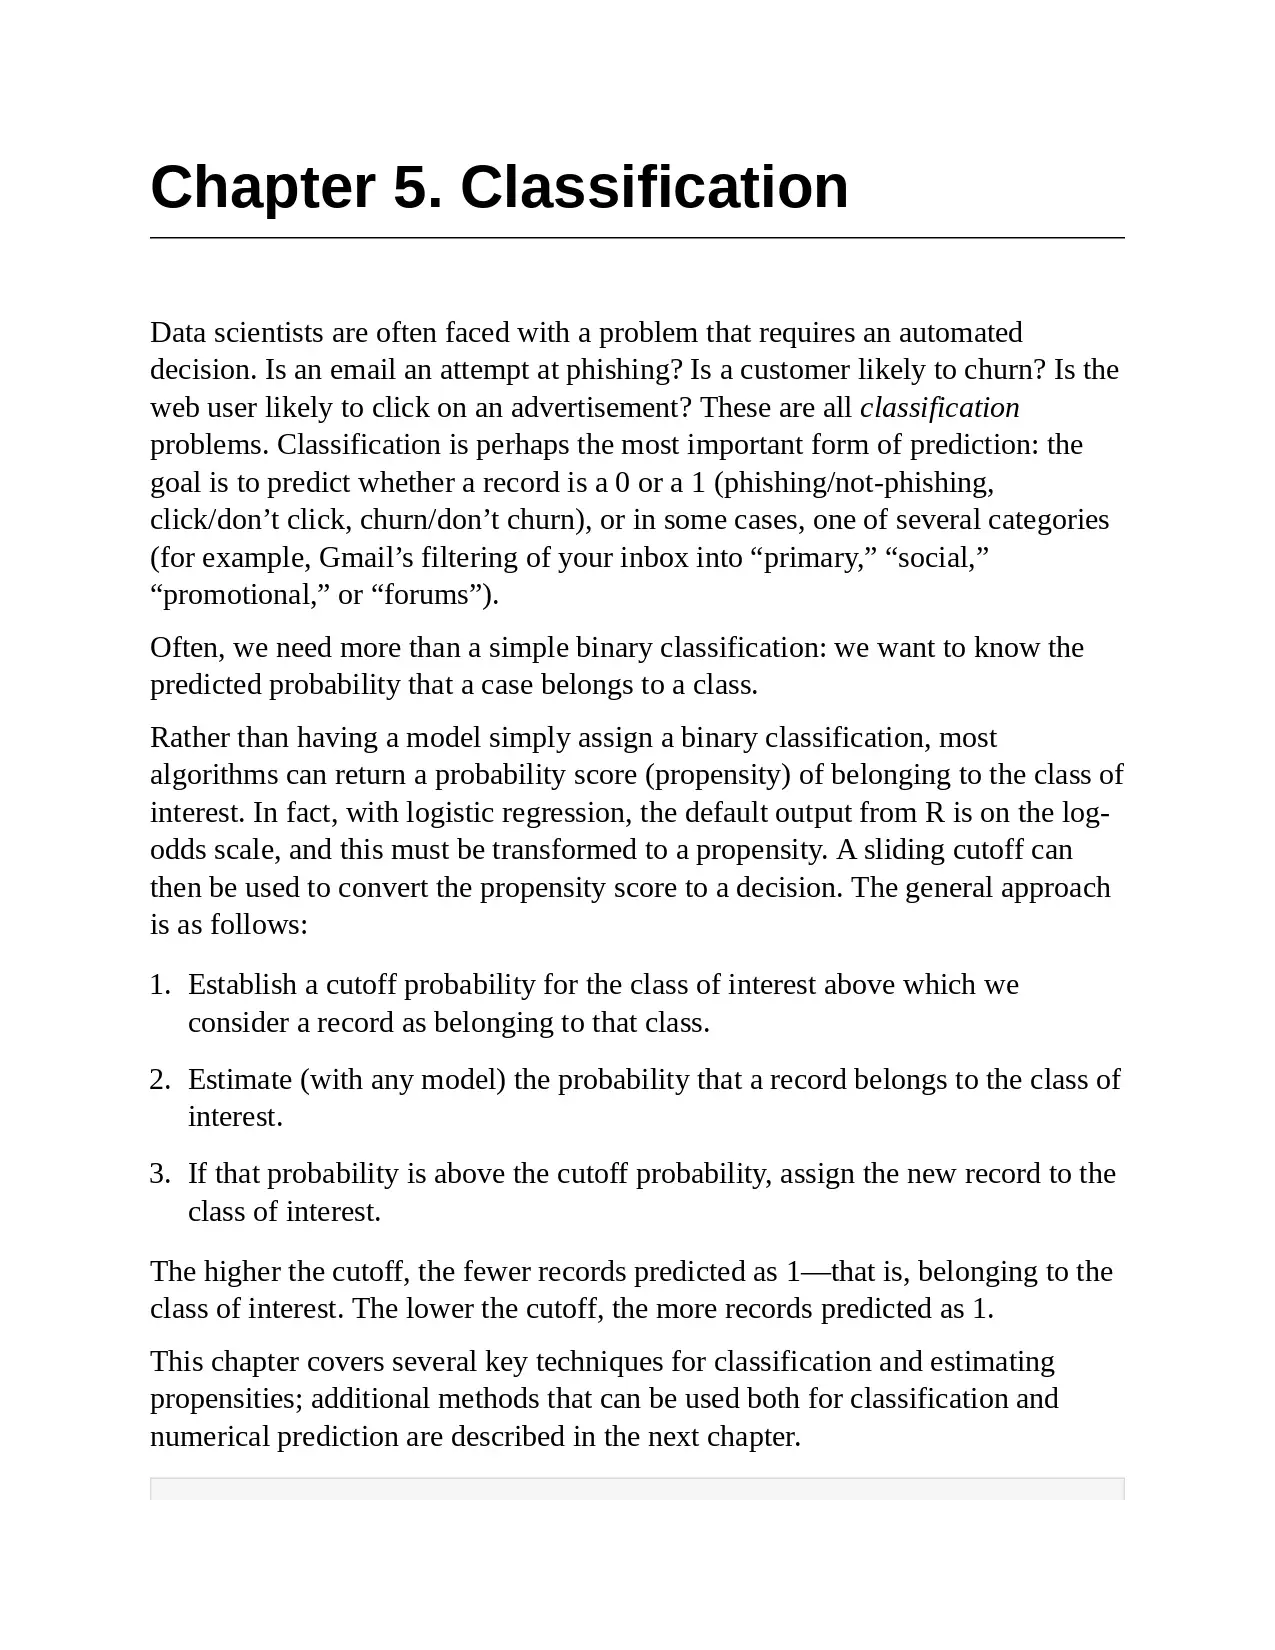 Chapter 5. Classification
Data scientists are often faced with a problem that requires an automated
decision. Is an email an attempt at phishing? Is a customer likely to churn? Is the
web user likely to click on an advertisement? These are all classification
problems. Classification is perhaps the most important form of prediction: the
goal is to predict whether a record is a 0 or a 1 (phishing/not-phishing,
click/don’t click, churn/don’t churn), or in some cases, one of several categories
(for example, Gmail’s filtering of your inbox into “primary,” “social,”
“promotional,” or “forums”).
Often, we need more than a simple binary classification: we want to know the
predicted probability that a case belongs to a class.
Rather than having a model simply assign a binary classification, most
algorithms can return a probability score (propensity) of belonging to the class of
interest. In fact, with logistic regression, the default output from R is on the log-
odds scale, and this must be transformed to a propensity. A sliding cutoff can
then be used to convert the propensity score to a decision. The general approach
is as follows:
1. Establish a cutoff probability for the class of interest above which we
consider a record as belonging to that class.
2. Estimate (with any model) the probability that a record belongs to the class of
interest.
3. If that probability is above the cutoff probability, assign the new record to the
class of interest.
The higher the cutoff, the fewer records predicted as 1—that is, belonging to the
class of interest. The lower the cutoff, the more records predicted as 1.
This chapter covers several key techniques for classification and estimating
propensities; additional methods that can be used both for classification and
numerical prediction are described in the next chapter.